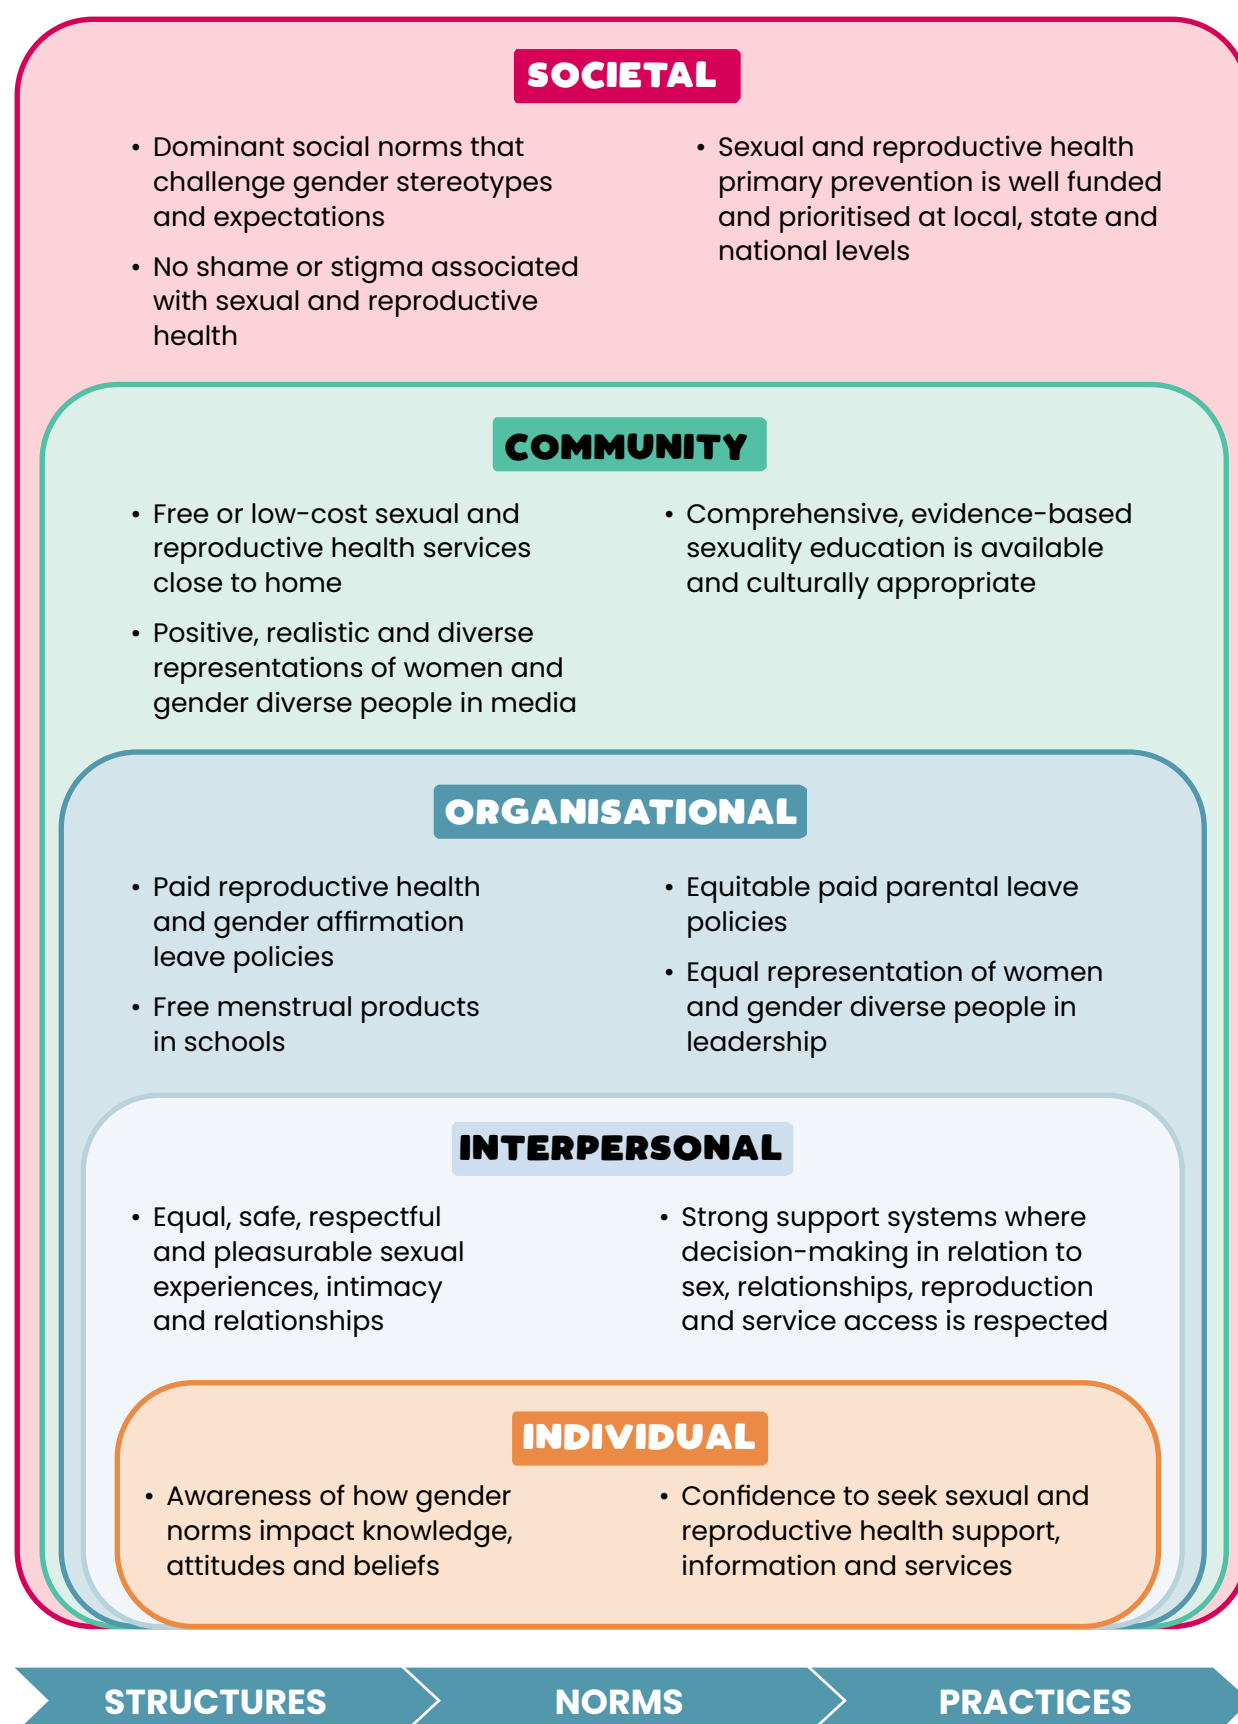 SOCIETAL
• Dominant social norms that
challenge gender stereotypes
and expectations
• No shame or stigma associated
with sexual and reproductive
health
• Sexual and reproductive health
primary prevention is well funded
and prioritised at local, state and
national levels
COMMUNITY
• Free or low-cost sexual and
reproductive health services
close to home
• Positive, realistic and diverse
representations of women and
gender diverse people in media
• Comprehensive, evidence-based
sexuality education is available
and culturally appropriate
ORGANISATIONAL
• Paid reproductive health
and gender affirmation
leave policies
• Free menstrual products
in schools
• Equitable paid parental leave
policies
• Equal representation of women
and gender diverse people in
leadership
INTERPERSONAL
• Equal, safe, respectful
and pleasurable sexual
experiences, intimacy
and relationships
• Strong support systems where
decision-making in relation to
sex, relationships, reproduction
and service access is respected
INDIVIDUAL
• Awareness of how gender
norms impact knowledge,
attitudes and beliefs
• Confidence to seek sexual and
reproductive health support,
information and services
STRUCTURES
NORMS
PRACTICES